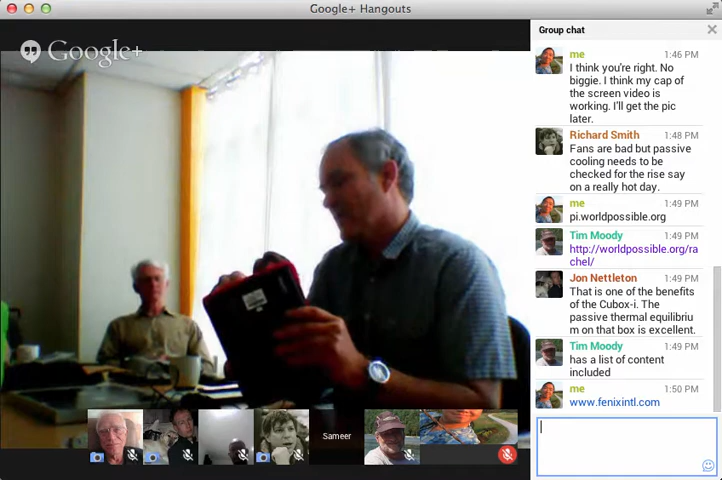 Google+ Hangouts
Google+
Group chat
me 1:46 PM
I think you're right. No
biggie. I think my cap of
the screen video is
working. I'll get the pic
later.
Richard Smith 1:48 PM
Fans are bad but passive
cooling needs to be
checked for the rise say
on a really hot day.
me 1:49 PM
pi.worldpossible.org
Tim Moody 1:49 PM
http://worldpossible.org/ra
chel/
Jon Nettleton 1:49 PM
That is one of the benefits
of the Cubox-i. The
passive thermal equilibriu
m on that box is excellent.
Tim Moody 1:49 PM
has a list of content
included
me 1:50 PM
www.fenixintl.com
Sameer